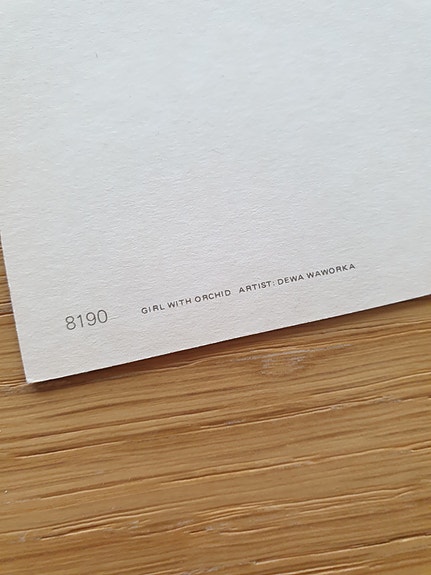 8190 GIRL WITH ORCHID ARTIST: DEWA WAWORKA